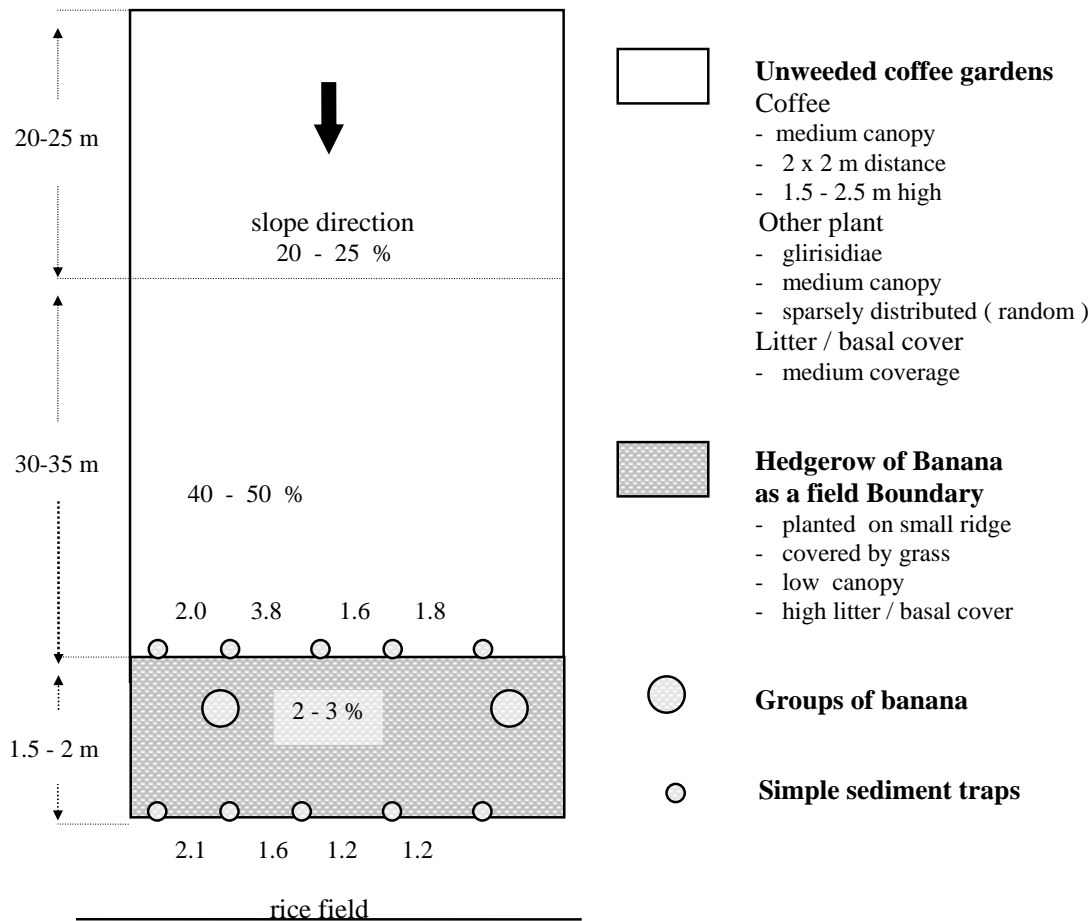 20-25 m
slope direction
20 - 25 %
30-35 m
40 - 50 %
2.0 3.8 1.6 1.8
2 - 3 %
1.5 - 2 m
2.1 1.6 1.2 1.2
rice field
Unweeded coffee gardens
Coffee
- medium canopy
- 2 x 2 m distance
- 1.5 - 2.5 m high
Other plant
- glirisidiae
- medium canopy
- sparsely distributed ( random )
Litter / basal cover
- medium coverage
Hedgerow of Banana
as a field Boundary
- planted on small ridge
- covered by grass
- low canopy
- high litter / basal cover
Groups of banana
Simple sediment traps